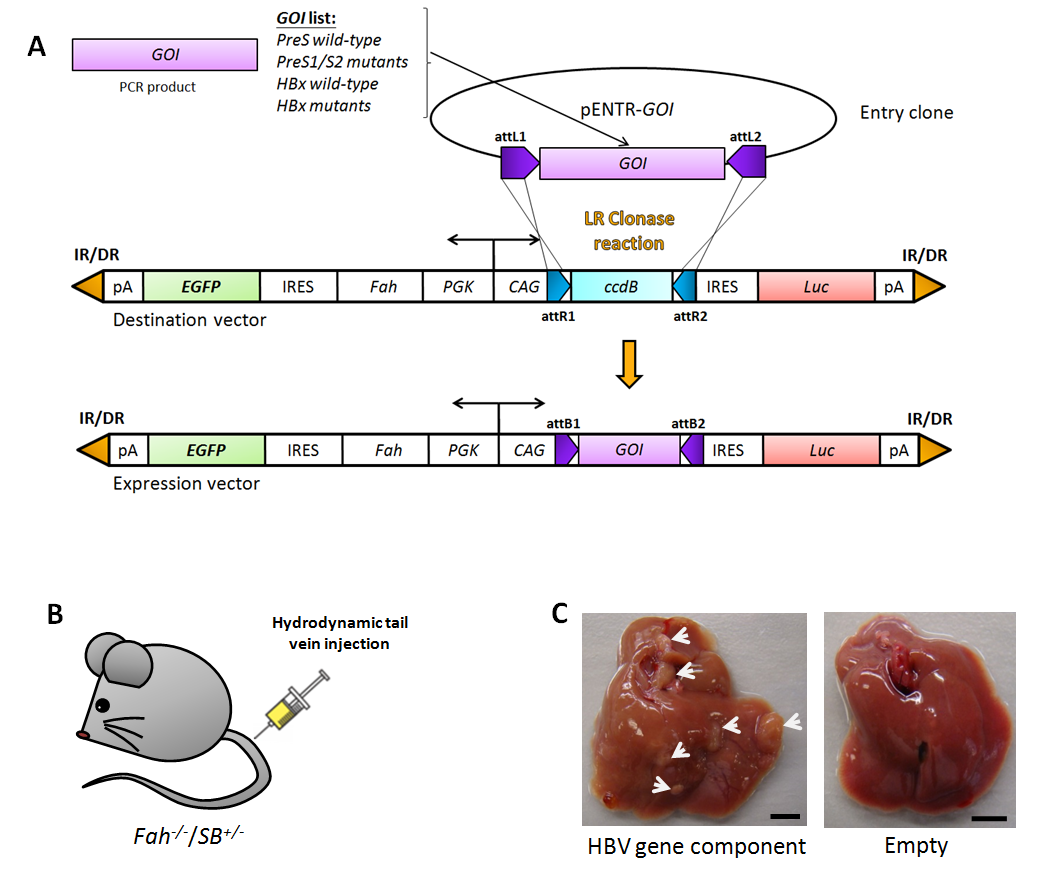 A
GOI
PCR product
GOI list:
PreS wild-type
PreS1/S2 mutants
HBx wild-type
HBx mutants
pENTR-GOI
Entry clone
attL1
attL2
GOI
LR Clonase
reaction
IR/DR
IR/DR
pA
EGFP
IRES
Fah
PGK
CAG
ccdB
IRES
Luc
pA
Destination vector
attR1
attR2
IR/DR
IR/DR
attB1
attB2
pA
EGFP
IRES
Fah
PGK
CAG
GOI
IRES
Luc
pA
Expression vector
B
Hydrodynamic tail
vein injection
Fah-/-/SB+/-
C
HBV gene component
Empty